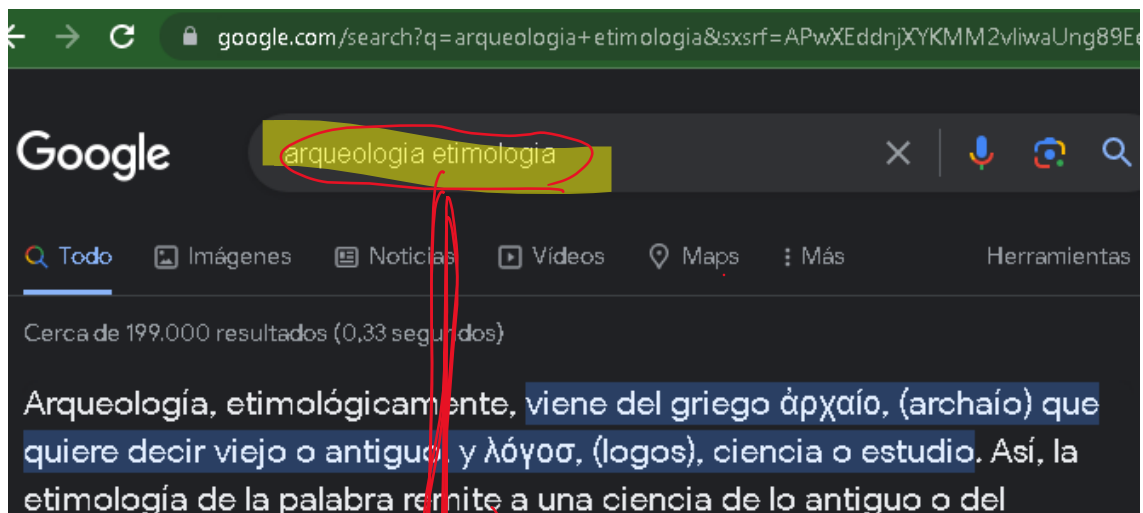 google.com/search?q=arqueologia+etimologia&sxsrf=APwXEddnjXYKMM2vliwaUng89Ee
Google arqueologia etimologia
Todo Imágenes Noticias Vídeos Maps Más Herramientas
Cerca de 199.000 resultados (0,33 segundos)
Arqueología, etimológicamente, viene del griego ἀρχαίο, (archaío) que
quiere decir viejo o antiguo, y λόγοσ, (logos), ciencia o estudio. Así, la
etimología de la palabra remite a una ciencia de lo antiguo o del